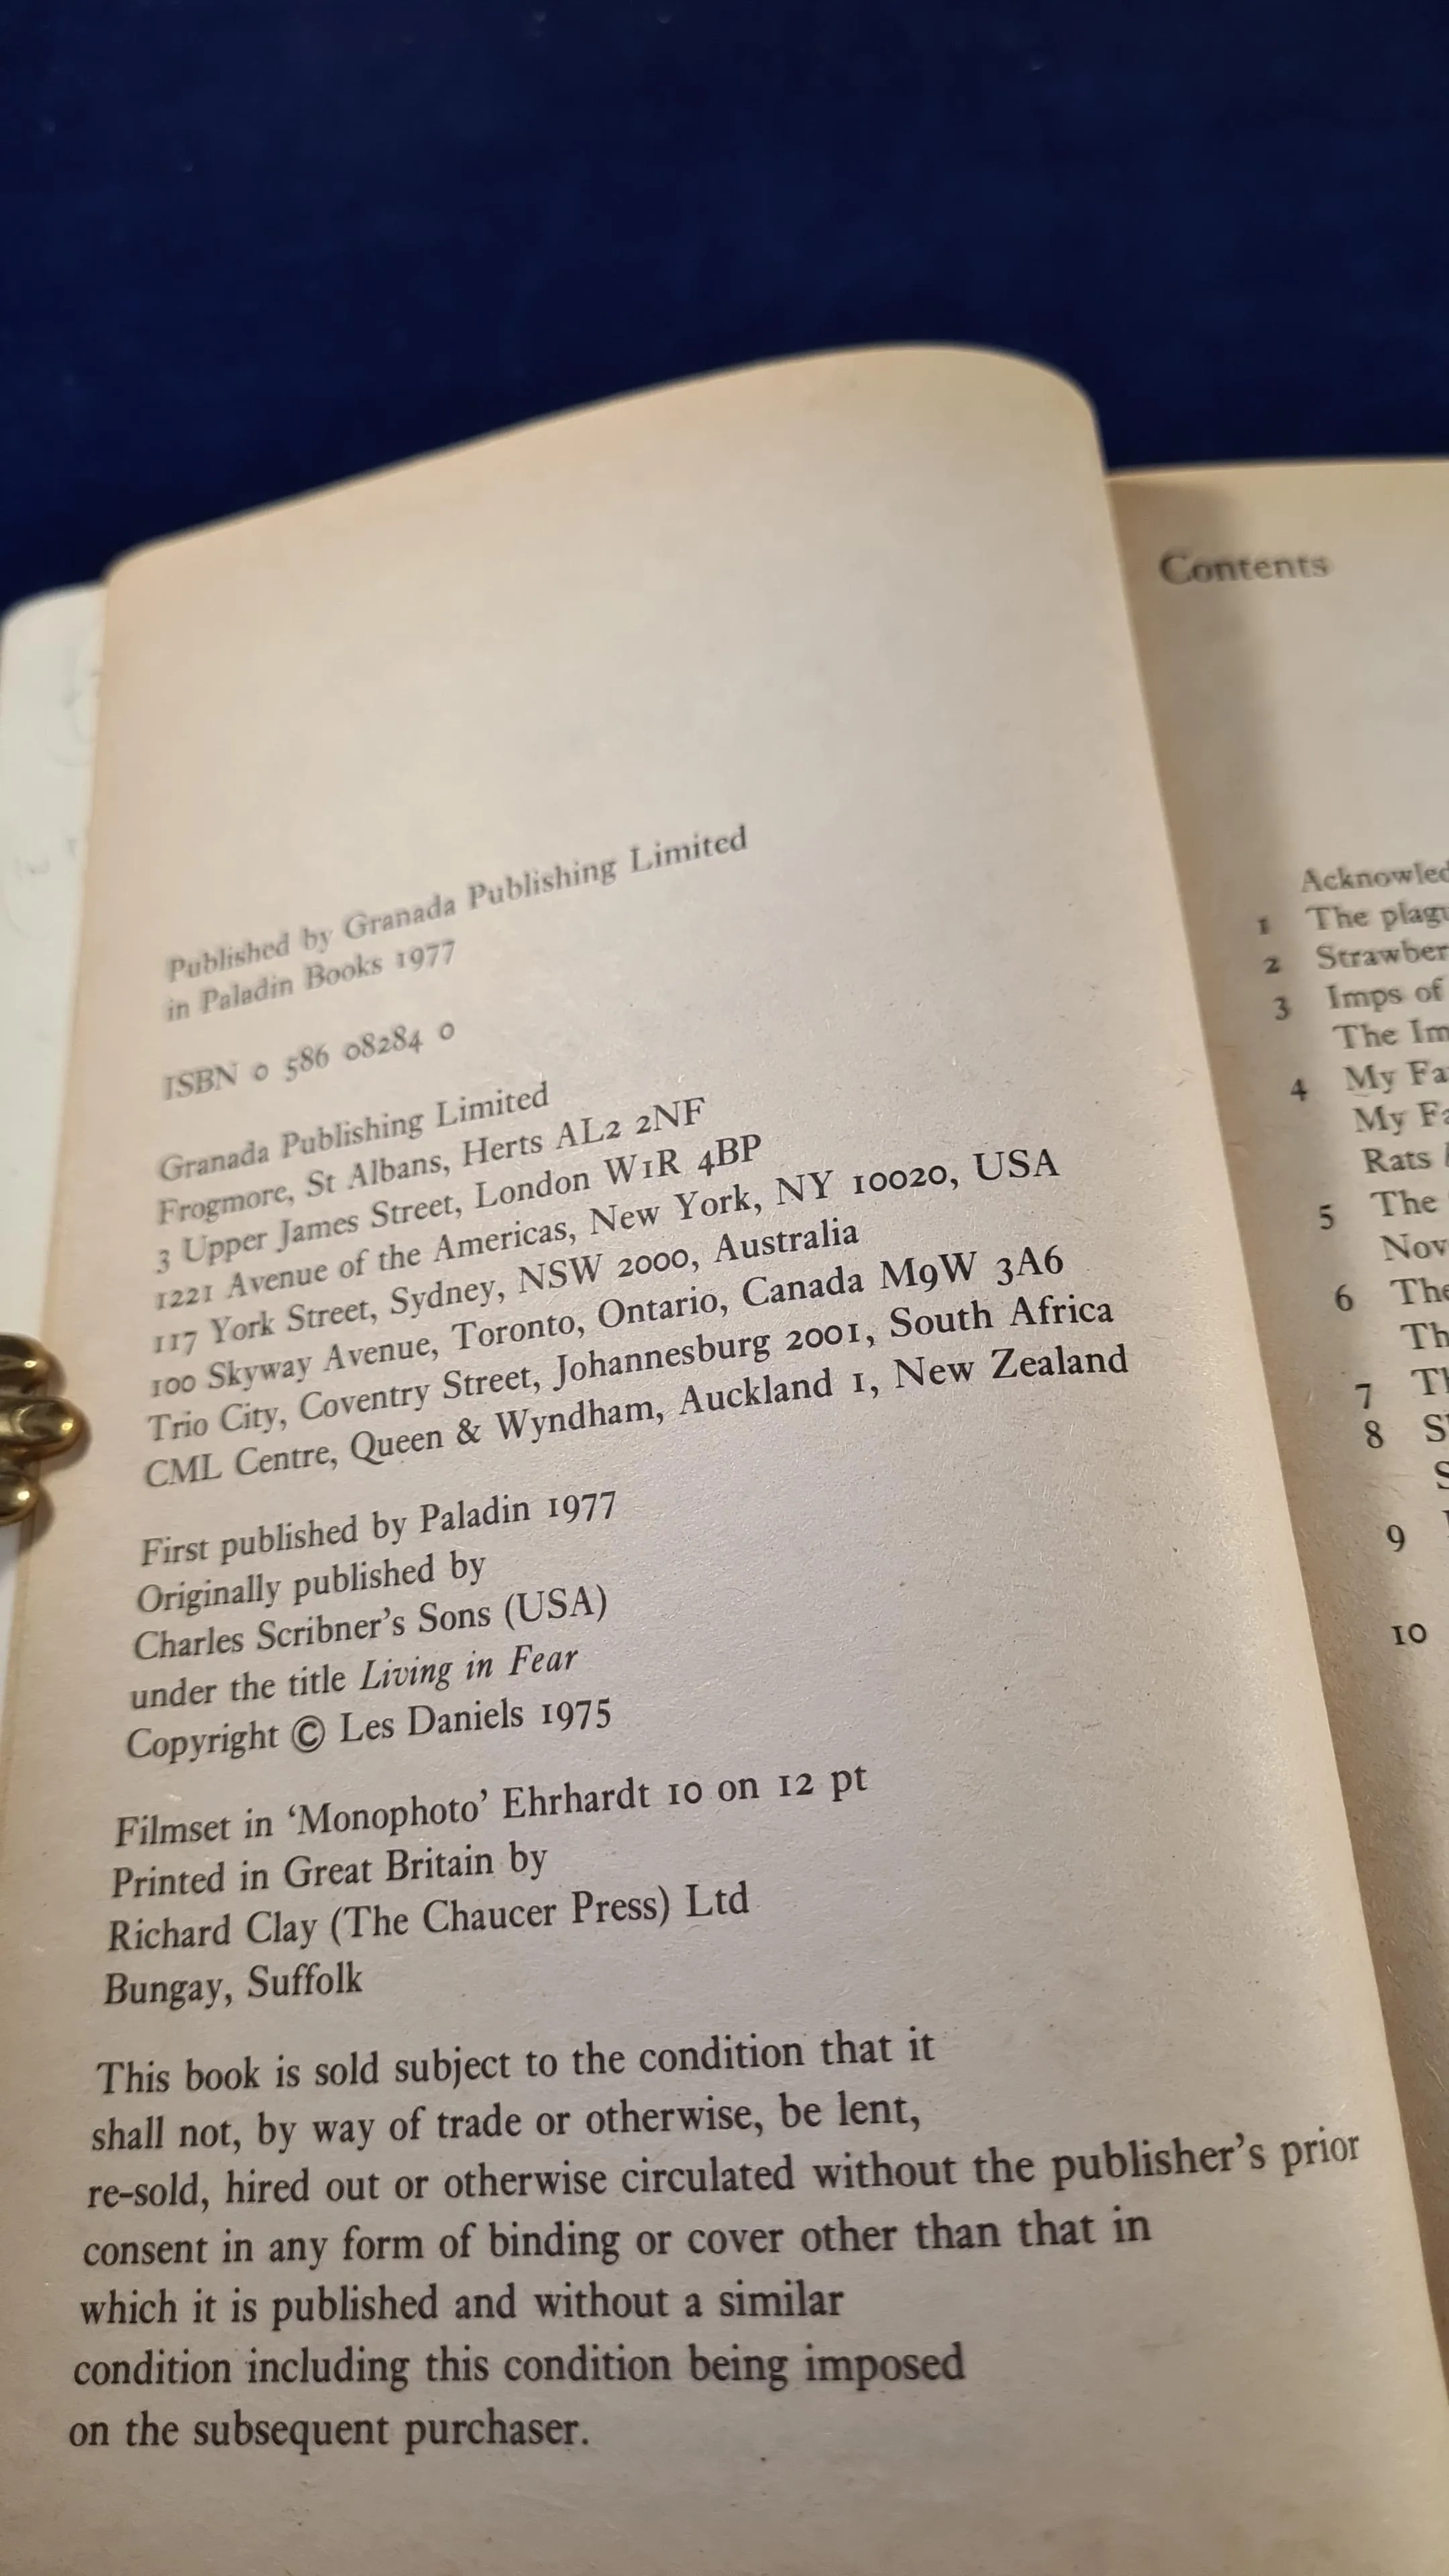 Published by Granada Publishing Limited
in Paladin Books 1977
ISBN 0 586 08284 0
Granada Publishing Limited
Frogmore, St Albans, Herts AL2 2NF
3 Upper James Street, London W1R 4BP
1221 Avenue of the Americas, New York, NY 10020, USA
117 York Street, Sydney, NSW 2000, Australia
100 Skyway Avenue, Toronto, Ontario, Canada M9W 3A6
Trio City, Coventry Street, Johannesburg 2001, South Africa
CML Centre, Queen & Wyndham, Auckland 1, New Zealand
First published by Paladin 1977
Originally published by
Charles Scribner's Sons (USA)
under the title Living in Fear
Copyright © Les Daniels 1975
Filmset in 'Monophoto' Ehrhardt 10 on 12 pt
Printed in Great Britain by
Richard Clay (The Chaucer Press) Ltd
Bungay, Suffolk
This book is sold subject to the condition that it
shall not, by way of trade or otherwise, be lent,
re-sold, hired out or otherwise circulated without the publisher's prior
consent in any form of binding or cover other than that in
which it is published and without a similar
condition including this condition being imposed
on the subsequent purchaser.
Contents
1 The
2
3 Imps of
The
4 My
My
Rats
5 The
6
7
8
9
10